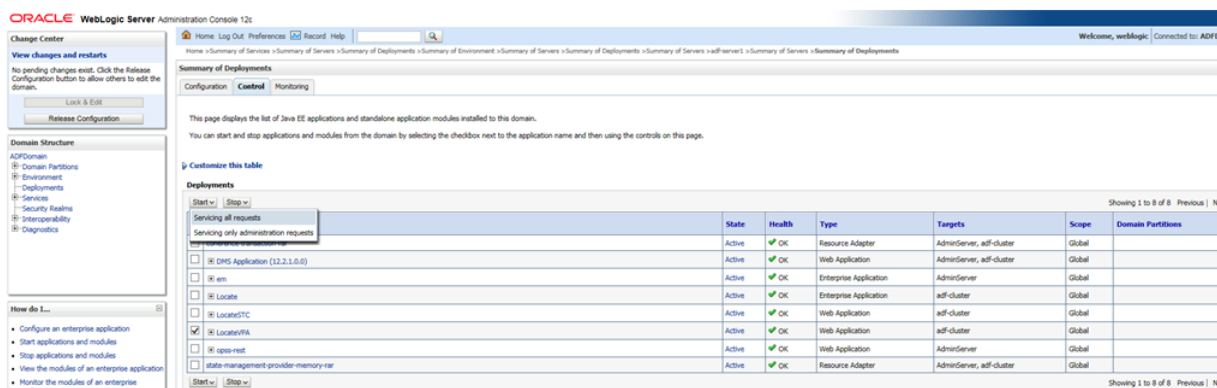 ORACLE WebLogic Server Administration Console 12c
Change Center
View changes and restarts
No pending changes exist. Click the Release
Configuration button to allow others to edit the
domain.
Lock & Edit
Release Configuration
Domain Structure
ADFDomain
Domain Partitions
Environment
Deployments
Services
Security Realms
Interoperability
Diagnostics
How do I...
Configure an enterprise application
Start applications and modules
Stop applications and modules
View the modules of an enterprise application
Monitor the modules of an enterprise
Home Log Out Preferences Record Help
Welcome, weblogic Connected to: ADF
Home >Summary of Services >Summary of Servers >Summary of Deployments >Summary of Environment >Summary of Servers >Summary of Deployments >Summary of Servers >adf-server1 >Summary of Servers >Summary of Deployments
Summary of Deployments
Configuration Control Monitoring
This page displays the list of Java EE applications and standalone application modules installed to this domain.
You can start and stop applications and modules from the domain by selecting the checkbox next to the application name and then using the controls on this page.
Customize this table
Deployments
Start Stop Showing 1 to 8 of 8 Previous | N
Servicing all requests
Servicing only administration requests
State Health Type Targets Scope Domain Partitions
coherence-transaction-rar Active OK Resource Adapter AdminServer, adf-cluster Global
DMS Application (12.2.1.0.0) Active OK Web Application AdminServer, adf-cluster Global
em Active OK Enterprise Application AdminServer Global
Locate Active OK Enterprise Application adf-cluster Global
LocateSTC Active OK Web Application adf-cluster Global
LocateVPA Active OK Web Application adf-cluster Global
opss-rest Active OK Web Application AdminServer Global
state-management-provider-memory-rar Active OK Resource Adapter AdminServer, adf-cluster Global
Start Stop Showing 1 to 8 of 8 Previous | N